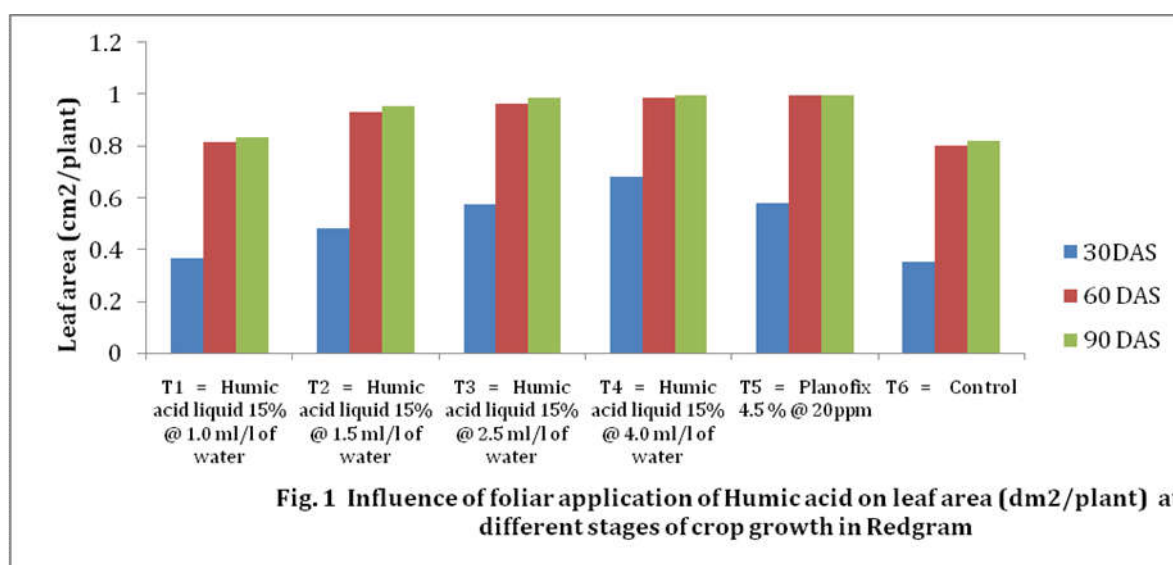 1.2
1
0.8
0.6
0.4
0.2
0
Leaf area (cm2/plant)
T1 = Humic
acid liquid 15%
@ 1.0 ml/l of
water
T2 = Humic
acid liquid 15%
@ 1.5 ml/l of
water
T3 = Humic
acid liquid 15%
@ 2.5 ml/l of
water
T4 = Humic
acid liquid 15%
@ 4.0 ml/l of
water
T5 = Planofix
4.5 % @ 20ppm
T6 = Control
30DAS
60 DAS
90 DAS
Fig. 1 Influence of foliar application of Humic acid on leaf area (dm2/plant) a
different stages of crop growth in Redgram